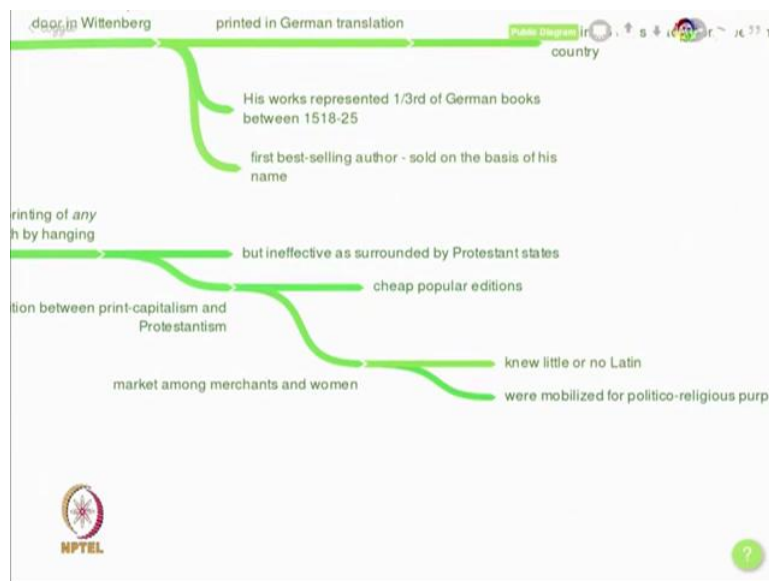 door in Wittenberg
printed in German translation
Public Diagram
country
His works represented 1/3rd of German books
between 1518-25
first best-selling author - sold on the basis of his
name
rinting of any
h by hanging
but ineffective as surrounded by Protestant states
cheap popular editions
tion between print-capitalism and
Protestantism
knew little or no Latin
market among merchants and women
were mobilized for politico-religious purp
NPTEL
?